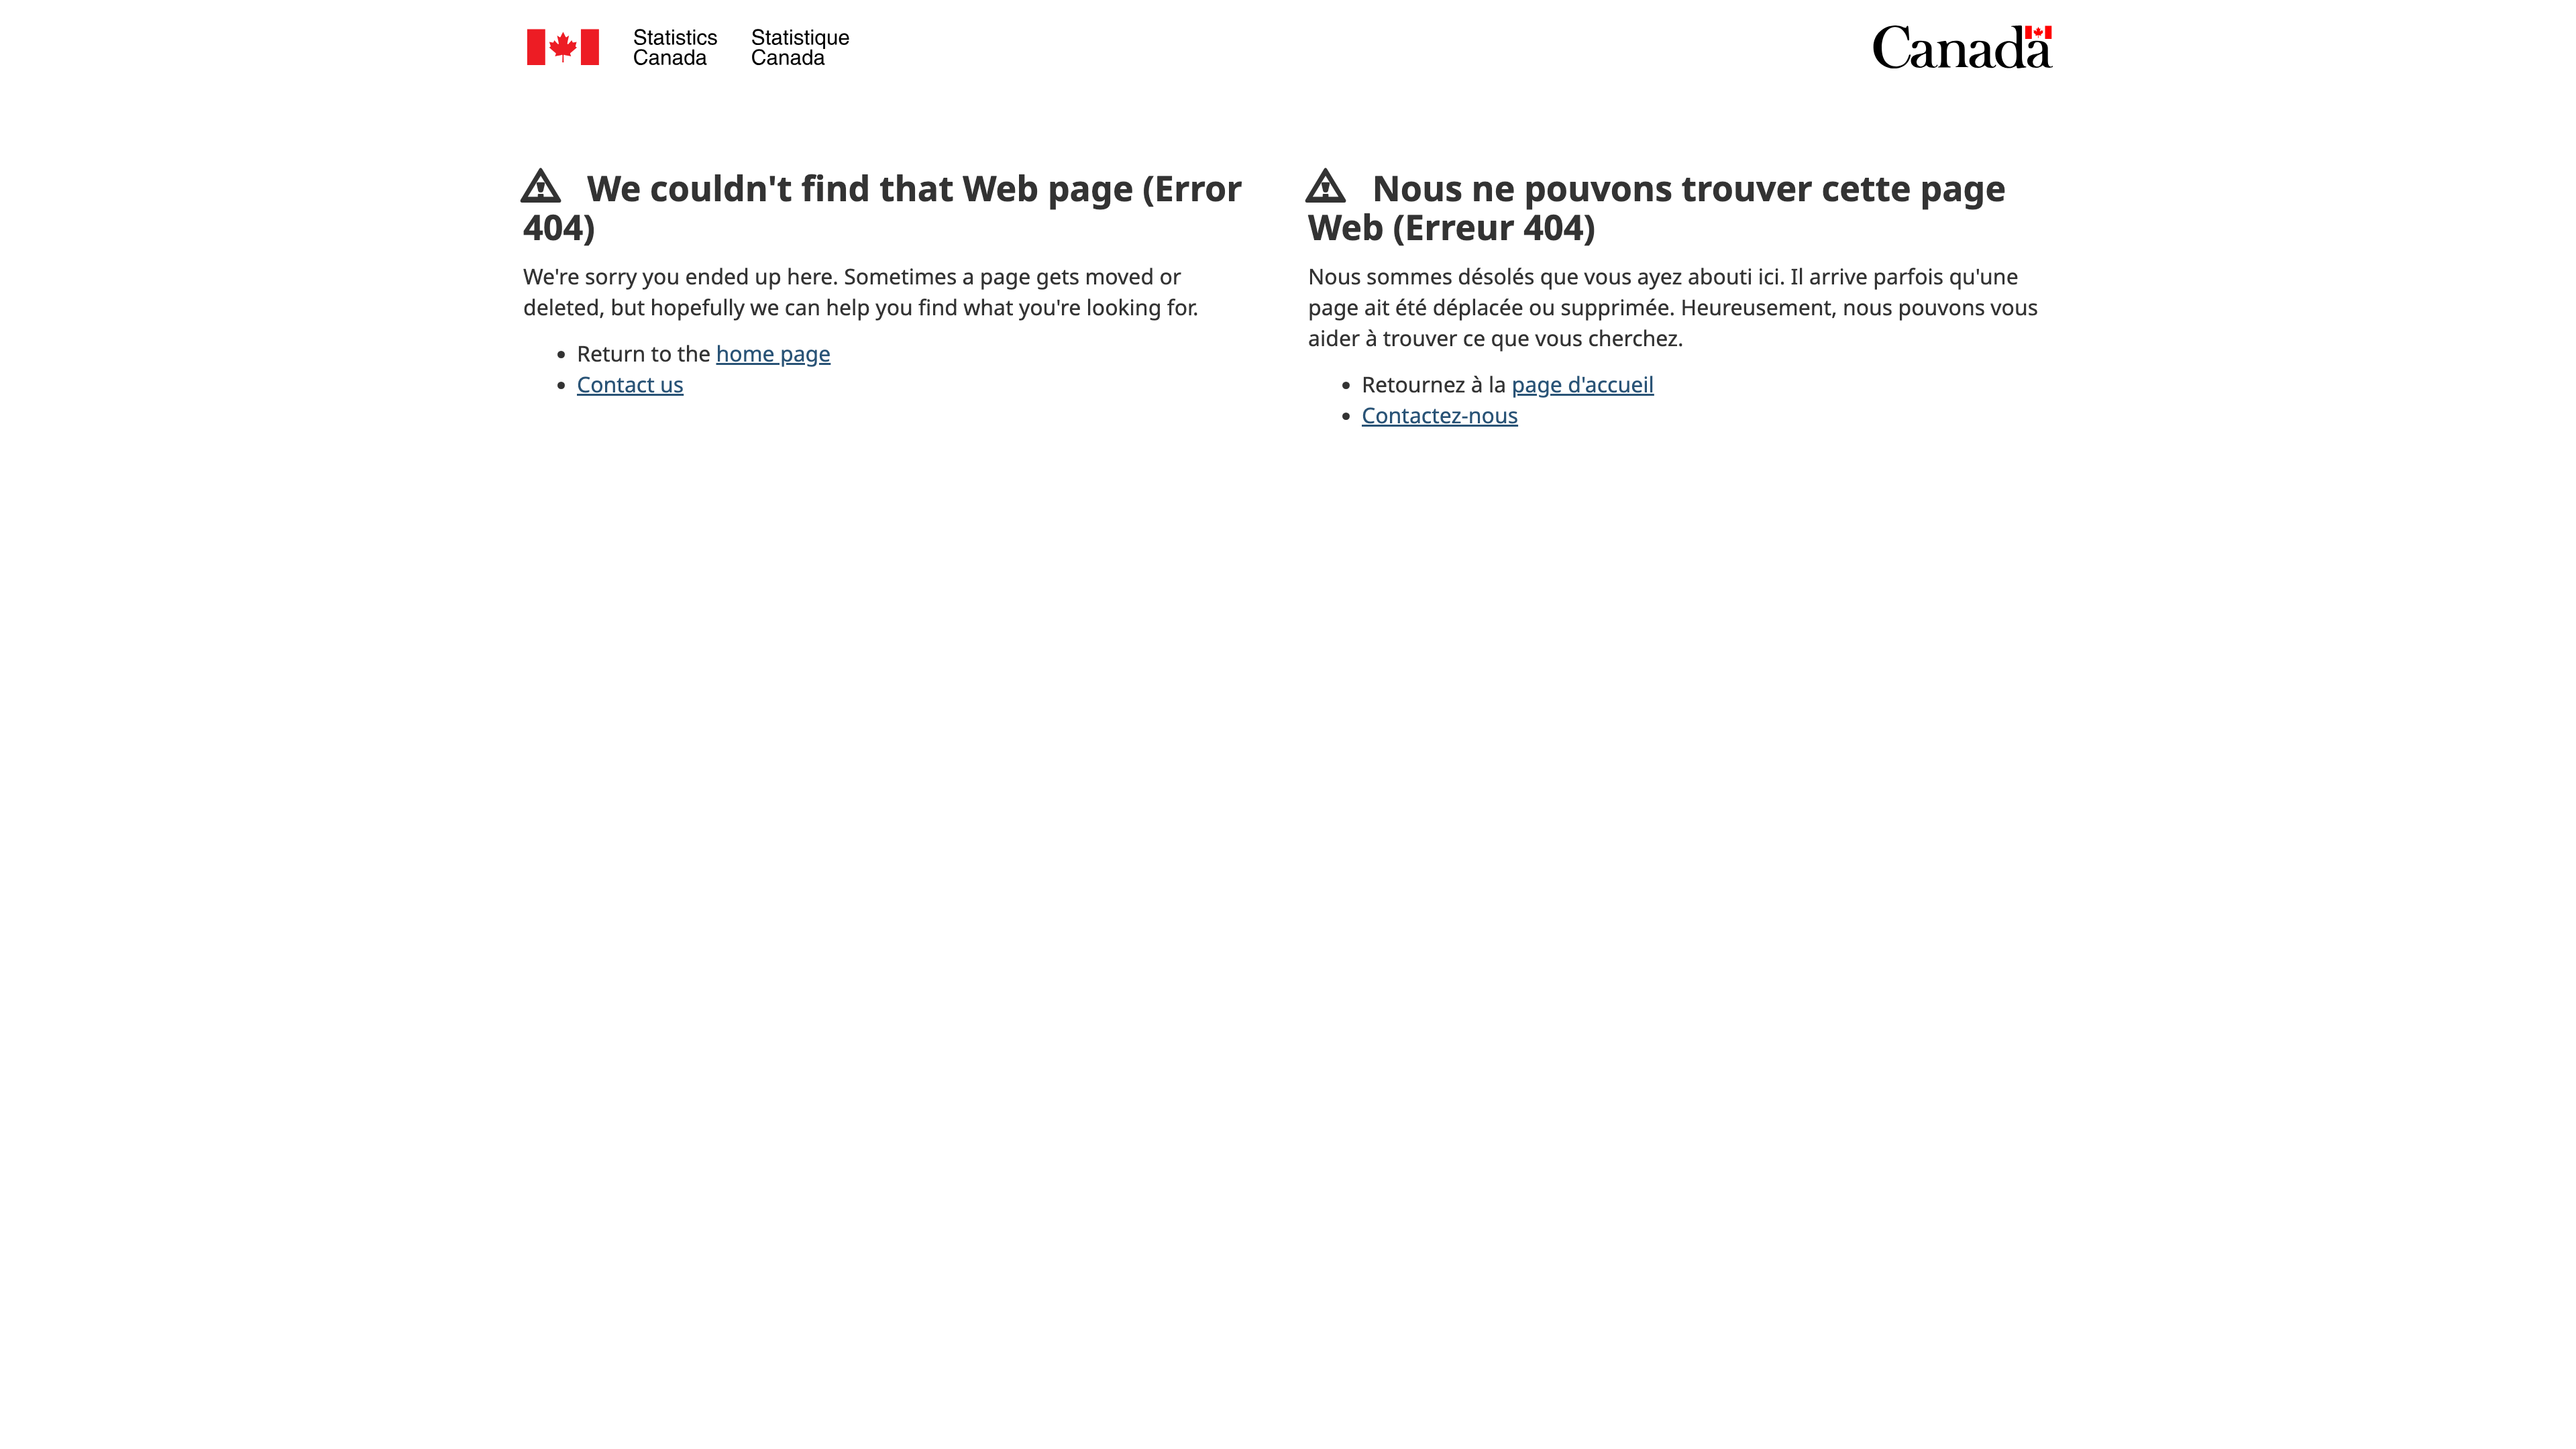 Statistics
Canada
Statistique
Canada
Canada
We couldn't find that Web page (Error
404)
We're sorry you ended up here. Sometimes a page gets moved or
deleted, but hopefully we can help you find what you're looking for.
• Return to the home page
• Contact us
Nous ne pouvons trouver cette page
Web (Erreur 404)
Nous sommes désolés que vous ayez abouti ici. Il arrive parfois qu'une
page ait été déplacée ou supprimée. Heureusement, nous pouvons vous
aider à trouver ce que vous cherchez.
• Retournez à la page d'accueil
• Contactez-nous